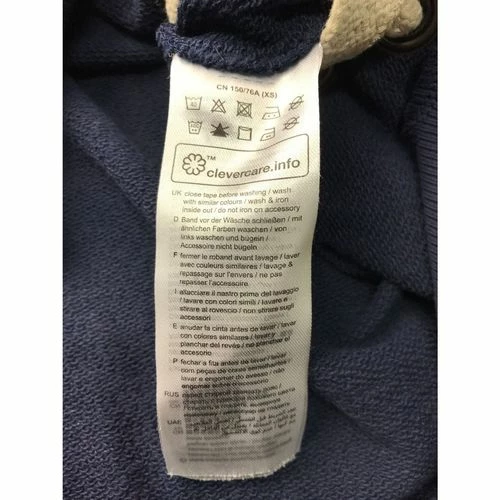 CN 150/76A (XS)
TM
clevercare.info
UK close tape before washing / wash
with similar colours / wash & iron
inside out / do not iron on accessory
D Band vor der Wäsche schließen / mit
ähnlichen Farben waschen / von
links waschen und bügeln /
Accessoire nicht bügeln
F fermer le roband avant lavage / laver
avec couleurs similaires / lavage &
repassage sur l'envers / ne pas
repasser l'accessoire.
I allacciare il nastro prima del lavaggio
/ lavare con colori simili / lavare e
stirare al rovescio / non stirare sugli
accessori
E anudar la cinta antes de lavar / lavar
con colores similares / lavar y
planchar del revés / no planchar el
accesorio
P fechar a fita antes de lavar / lavar
com peças de cores semelhantes /
lavar e engomar do avesso / não
engomar sobre o acessório
RUS
UAE